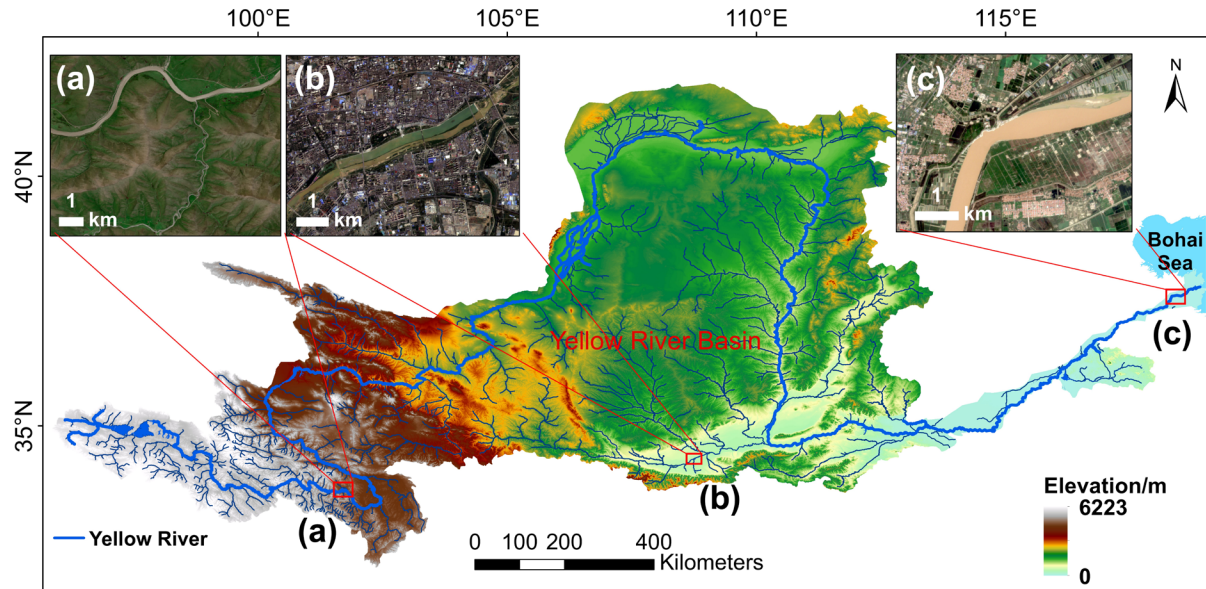 100°E
105°E
110°E
115°E
(a)
(b)
(c)
N
40°N
35°N
1
km
1
km
1
km
Bohai
Sea
Yellow River Basin
(c)
(b)
(a)
Yellow River
0 100 200 400
Kilometers
Elevation/m
6223
0